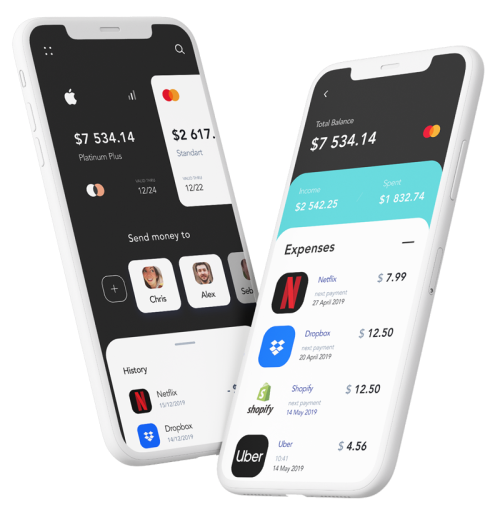 $7 534.14
Platinum Plus
VALID THRU
12/24
$2 617.
Standart
VALID THRU
12/22
Send money to
+
Chris
Alex
Seb
History
Netflix
15/12/2019
- $
Dropbox
14/12/2019
Total Balance
$7 534.14
Income
$2 542.25
Spent
$1 832.74
Expenses
Netflix
next payment
27 April 2019
$ 7.99
Dropbox
next payment
20 April 2019
$ 12.50
shopify
Shopify
next payment
14 May 2019
$ 12.50
Uber
Uber
10:41
14 May 2019
$ 4.56